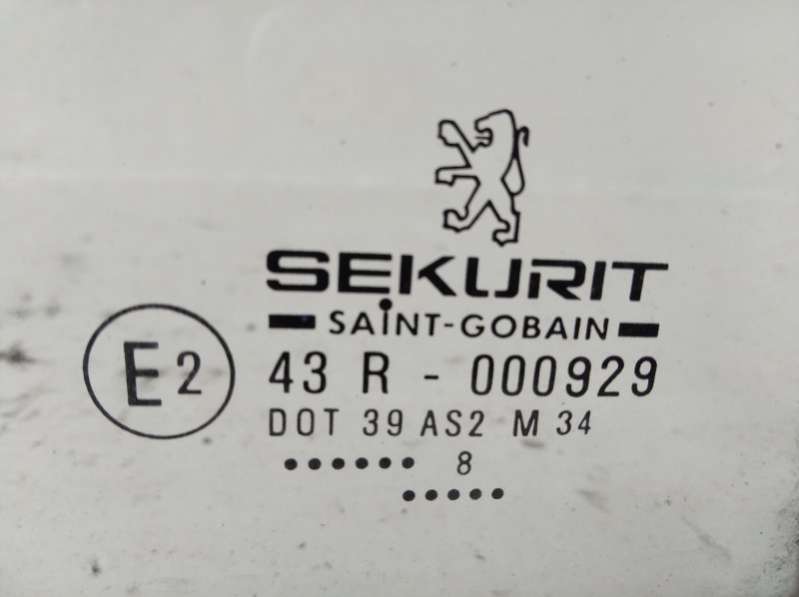 SEKURIT
SAINT-GOBAIN
E2 43 R - 000929
DOT 39 AS2 M 34
...... 8
.....